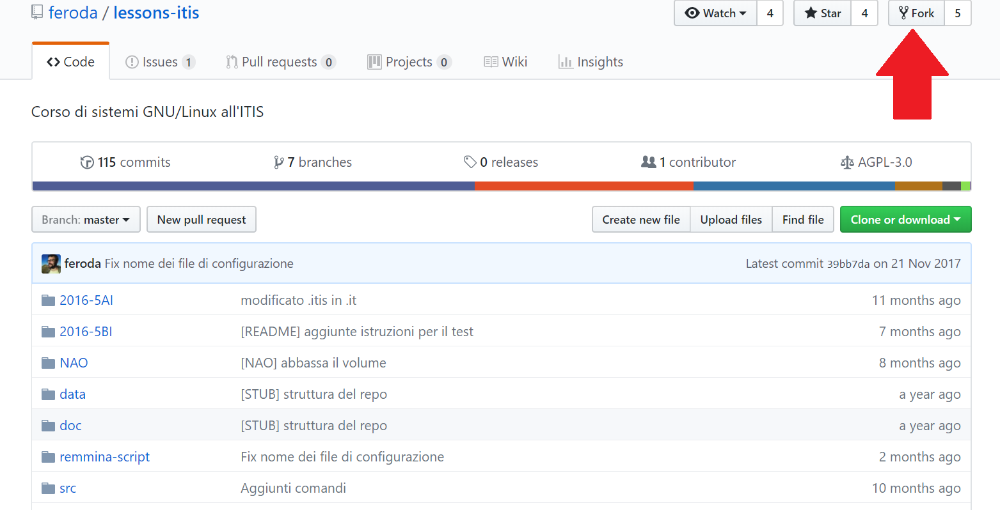 feroda / lessons-itis Watch 4 Star 4 Fork 5
Code Issues 1 Pull requests 0 Projects 0 Wiki Insights
Corso di sistemi GNU/Linux all'ITIS
115 commits 7 branches 0 releases 1 contributor AGPL-3.0
Branch: master New pull request Create new file Upload files Find file Clone or download
feroda Fix nome dei file di configurazione Latest commit 39bb7da on 21 Nov 2017
2016-5AI modificato .itis in .it 11 months ago
2016-5BI [README] aggiunte istruzioni per il test 7 months ago
NAO [NAO] abbassa il volume 8 months ago
data [STUB] struttura del repo a year ago
doc [STUB] struttura del repo a year ago
remmina-script Fix nome dei file di configurazione 2 months ago
src Aggiunti comandi 10 months ago